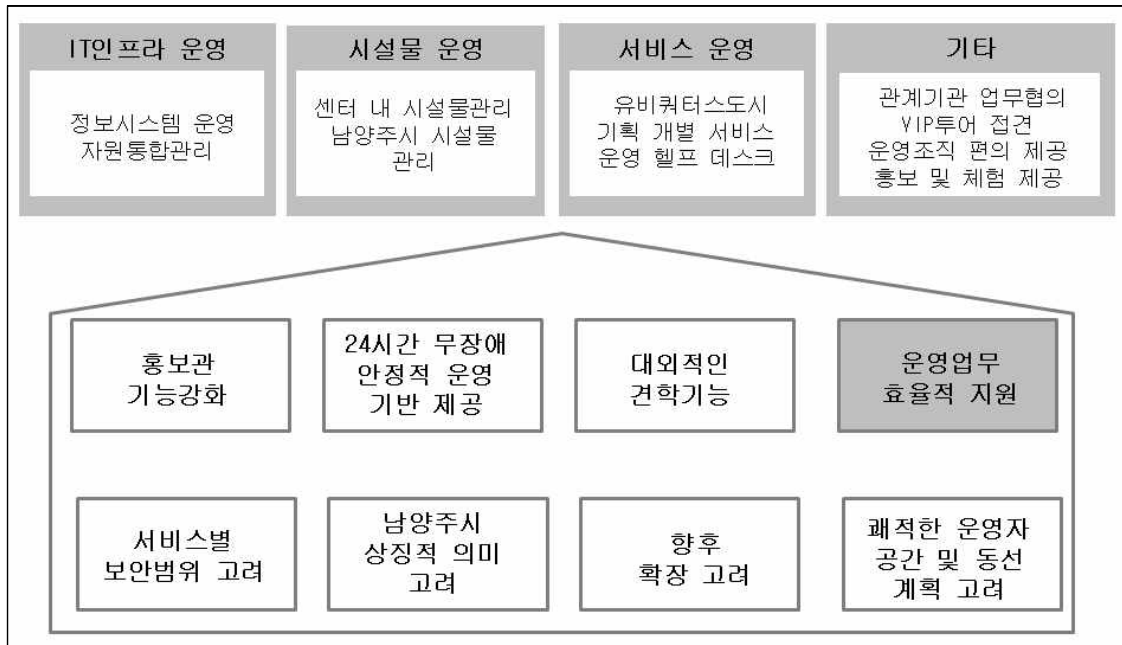 IT인프라 운영
정보시스템 운영
자원통합관리
시설물 운영
센터 내 시설물관리
남양주시 시설물
관리
서비스 운영
유비쿼터스도시
기획 개별 서비스
운영 헬프 데스크
기타
관계기관 업무협의
VIP투어 접견
운영조직 편의 제공
홍보 및 체험 제공
홍보관
기능강화
24시간 무장애
안정적 운영
기반 제공
대외적인
견학기능
운영업무
효율적 지원
서비스별
보안범위 고려
남양주시
상징적 의미
고려
향후
확장 고려
쾌적한 운영자
공간 및 동선
계획 고려